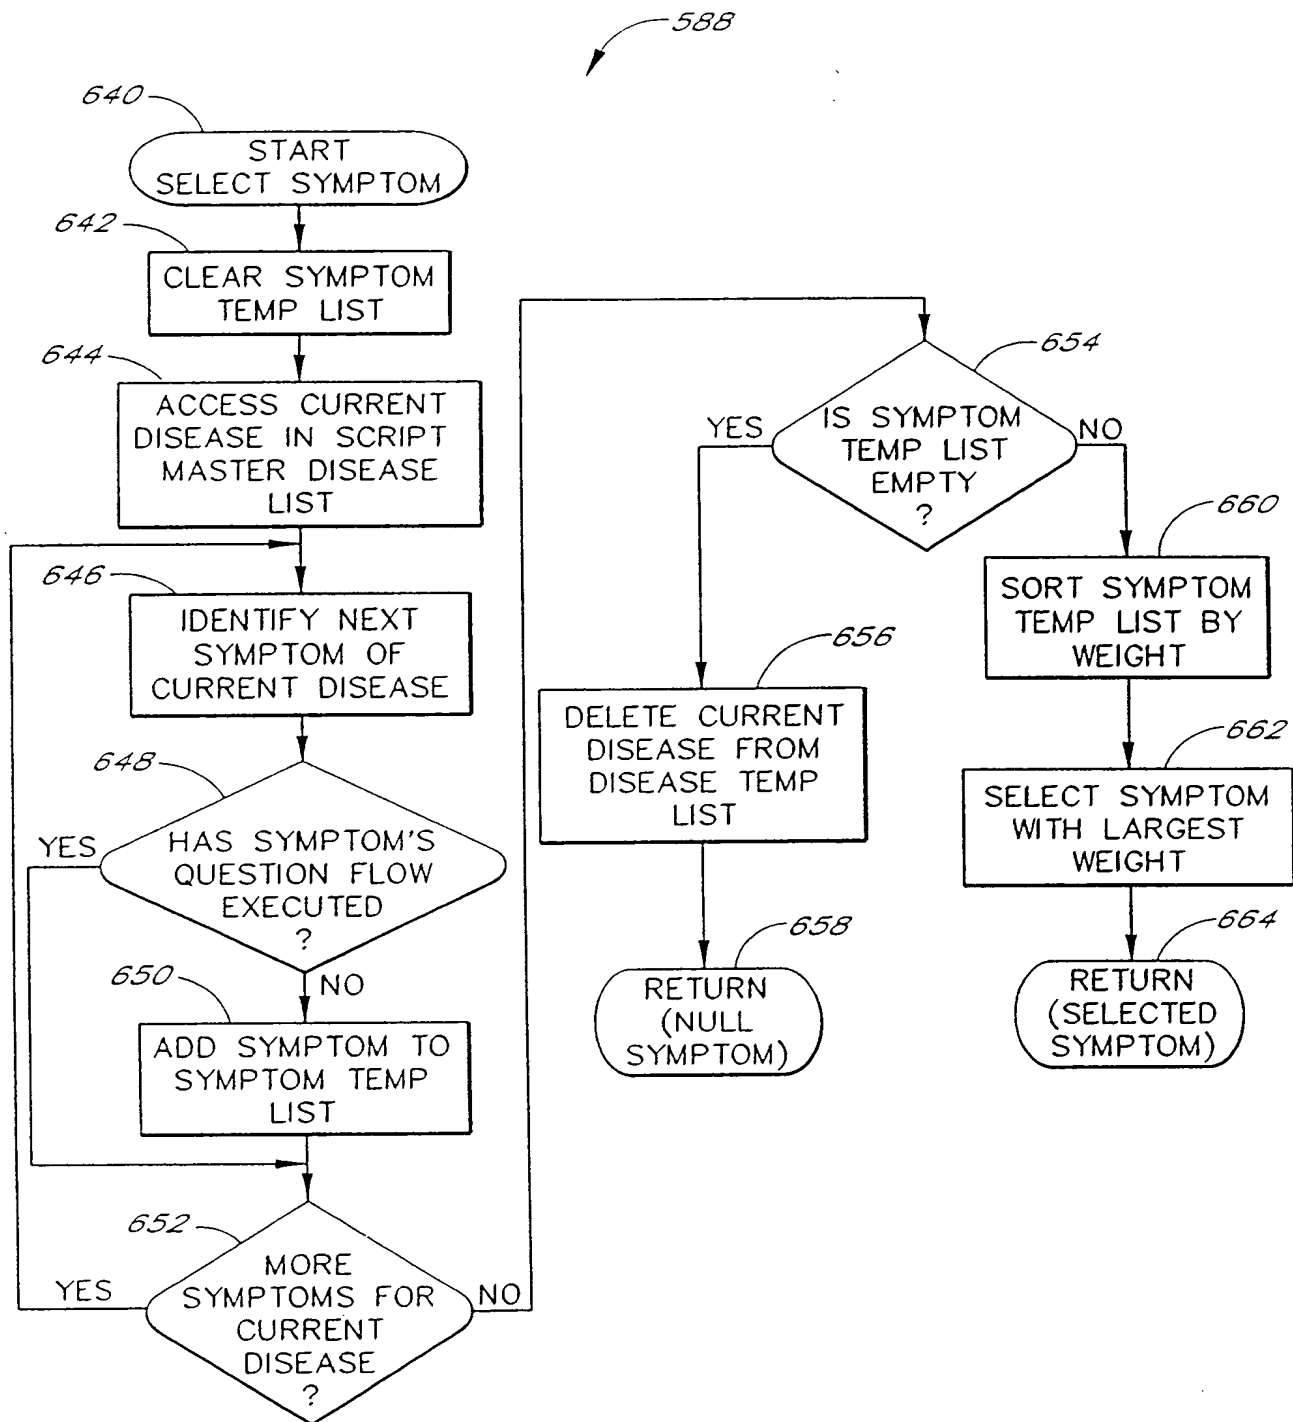 588
640
START
SELECT SYMPTOM
642
CLEAR SYMPTOM
TEMP LIST
644
ACCESS CURRENT
DISEASE IN SCRIPT
MASTER DISEASE
LIST
646
IDENTIFY NEXT
SYMPTOM OF
CURRENT DISEASE
648
YES
HAS SYMPTOM'S
QUESTION FLOW
EXECUTED
?
NO
650
ADD SYMPTOM TO
SYMPTOM TEMP
LIST
652
YES
MORE
SYMPTOMS FOR
CURRENT
DISEASE
?
NO
654
YES
IS SYMPTOM
TEMP LIST
EMPTY
?
NO
656
DELETE CURRENT
DISEASE FROM
DISEASE TEMP
LIST
658
RETURN
(NULL
SYMPTOM)
660
SORT SYMPTOM
TEMP LIST BY
WEIGHT
662
SELECT SYMPTOM
WITH LARGEST
WEIGHT
664
RETURN
(SELECTED
SYMPTOM)